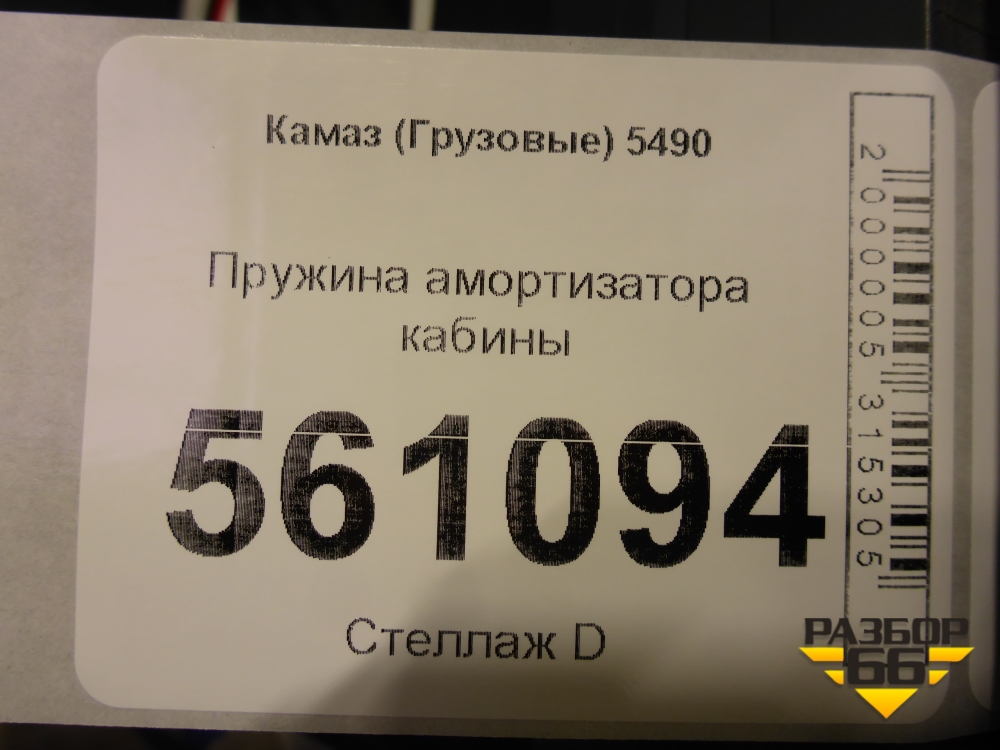 Камаз (Грузовые) 5490
Пружина амортизатора
кабины
561094
Стеллаж D
2000005315305
РАЗБОР
66